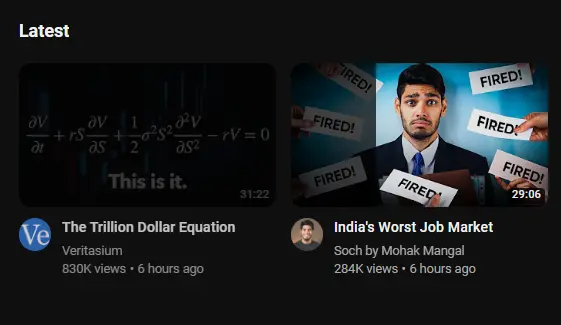 Latest
∂V/∂t + rS ∂V/∂S + 1/2 σ²S² ∂²V/∂S² − rV = 0
This is it.
31:22
FIRED!
FIRED!
FIRED!
FIRED!
FIRED!
FIRED!
FIRED!
29:06
Ve
The Trillion Dollar Equation
Veritasium
830K views • 6 hours ago
India's Worst Job Market
Soch by Mohak Mangal
284K views • 6 hours ago